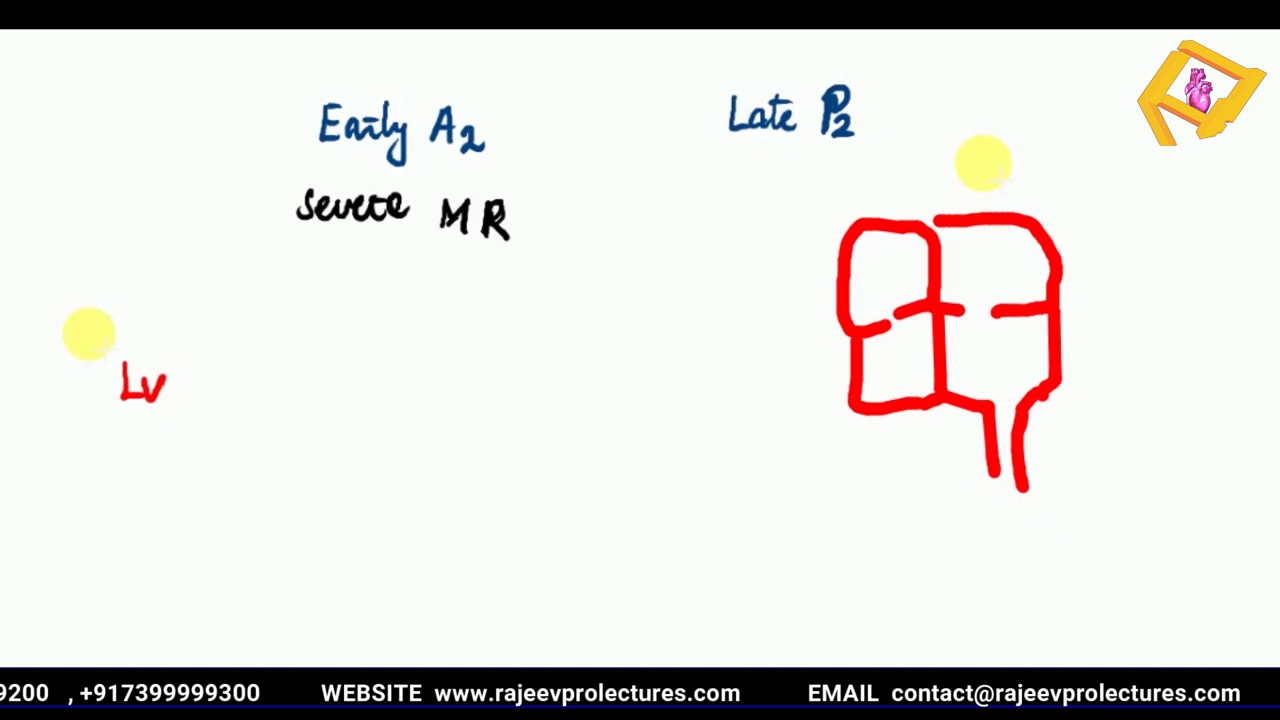 Early A2
Late P2
severe MR
LV
9200 , +917399999300 WEBSITE www.rajeevprolectures.com EMAIL contact@rajeevprolectures.com